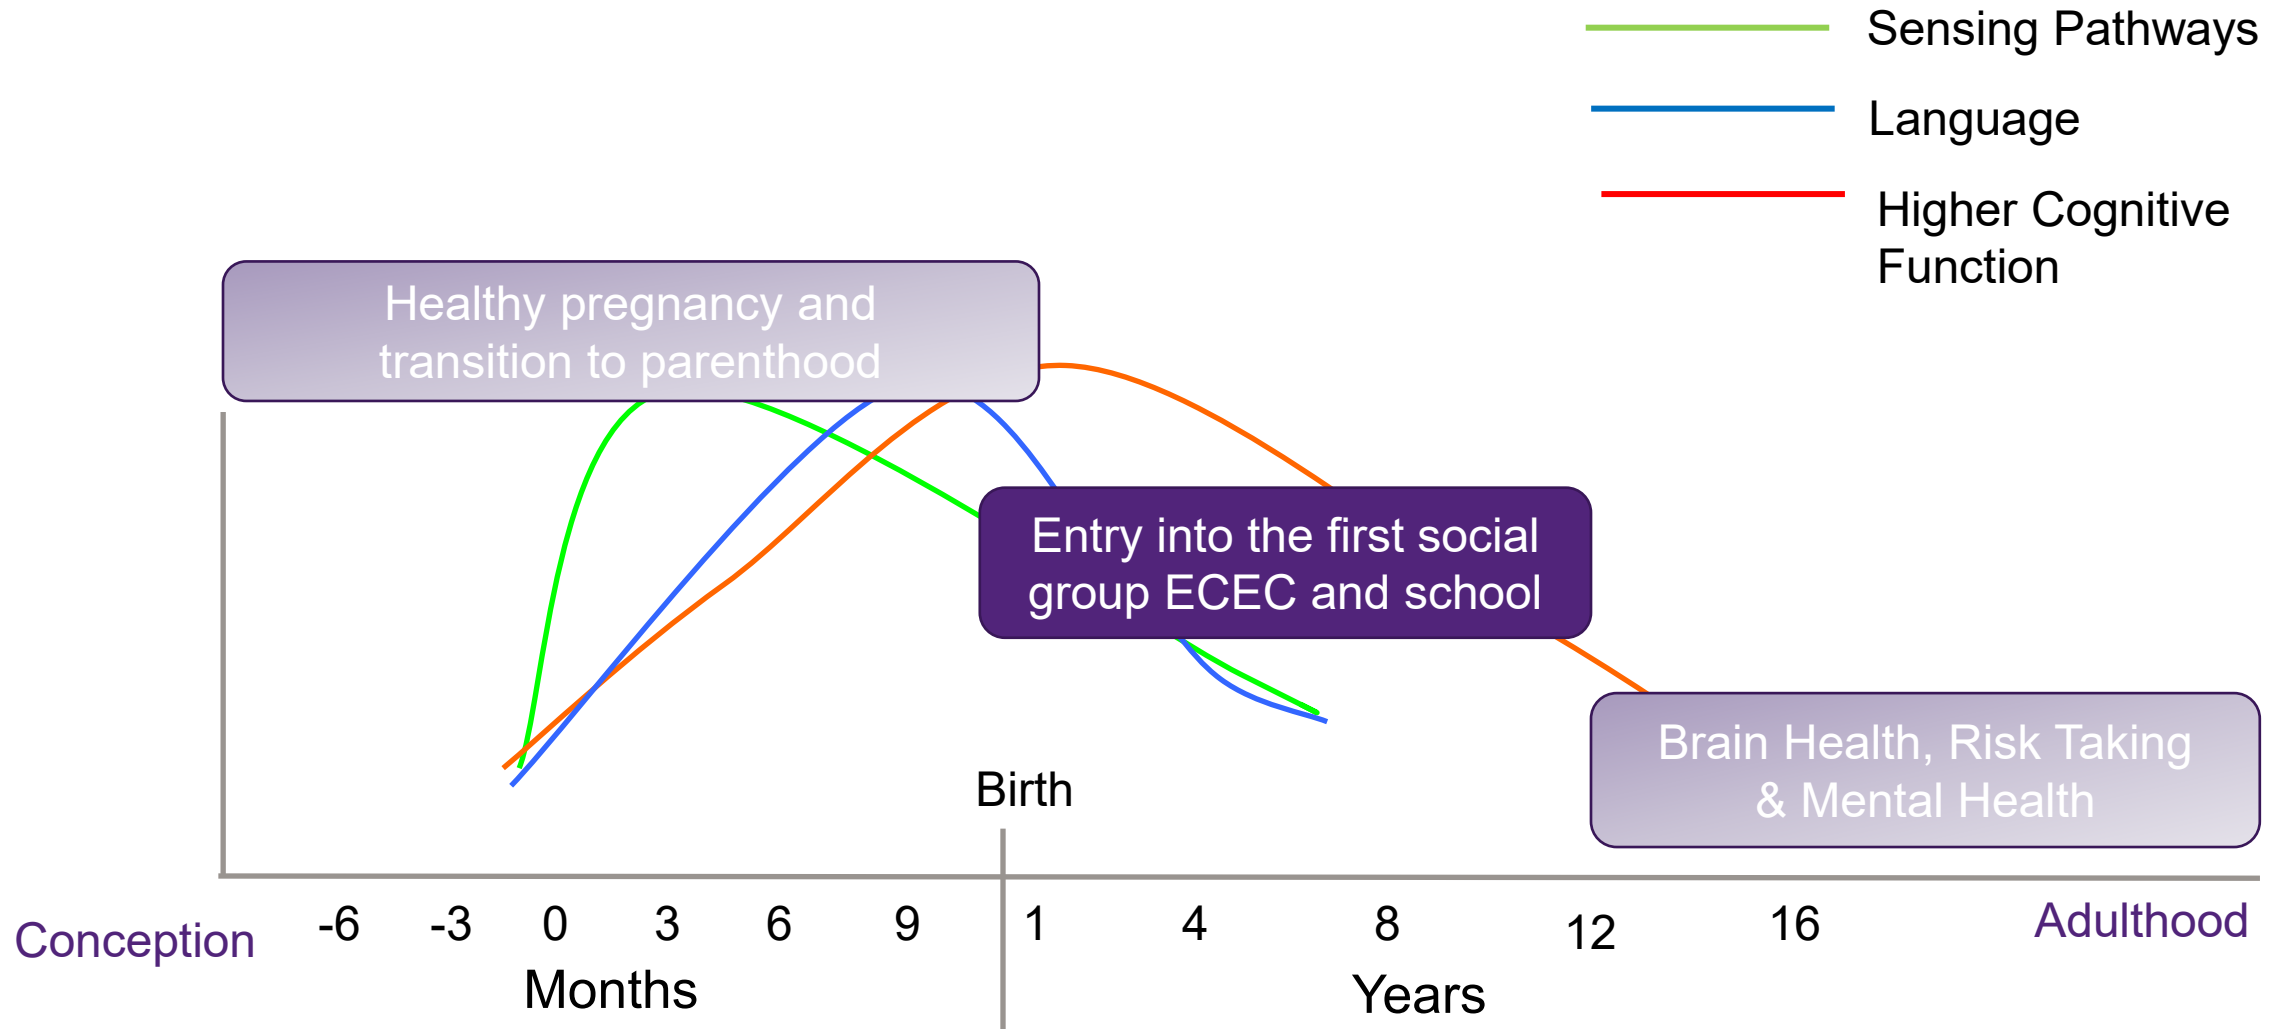 Sensing Pathways
Language
Higher Cognitive
Function
Healthy pregnancy and
transition to parenthood
Entry into the first social
group ECEC and school
Brain Health, Risk Taking
& Mental Health
Birth
Conception -6 -3 0 3 6 9 1 4 8 12 16 Adulthood
Months Years